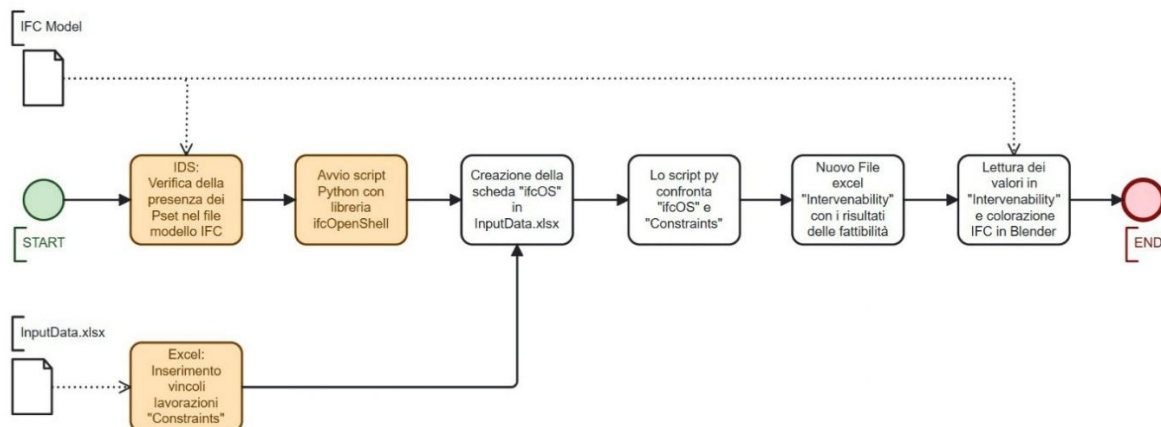 IFC Model
IDS:
Verifica della
presenza dei
Pset nel file
modello IFC
Avvio script
Python con
libreria
ifcOpenShell
Creazione della
scheda "ifcOS"
in
InputData.xlsx
Lo script py
confronta
"ifcOS" e
"Constraints"
Nuovo File
excel
"Intervenability"
con i risultati
delle fattibilità
Lettura dei
valori in
"Intervenability"
e colorazione
IFC in Blender
START
END
InputData.xlsx
Excel:
Inserimento
vincoli
lavorazioni
"Constraints"